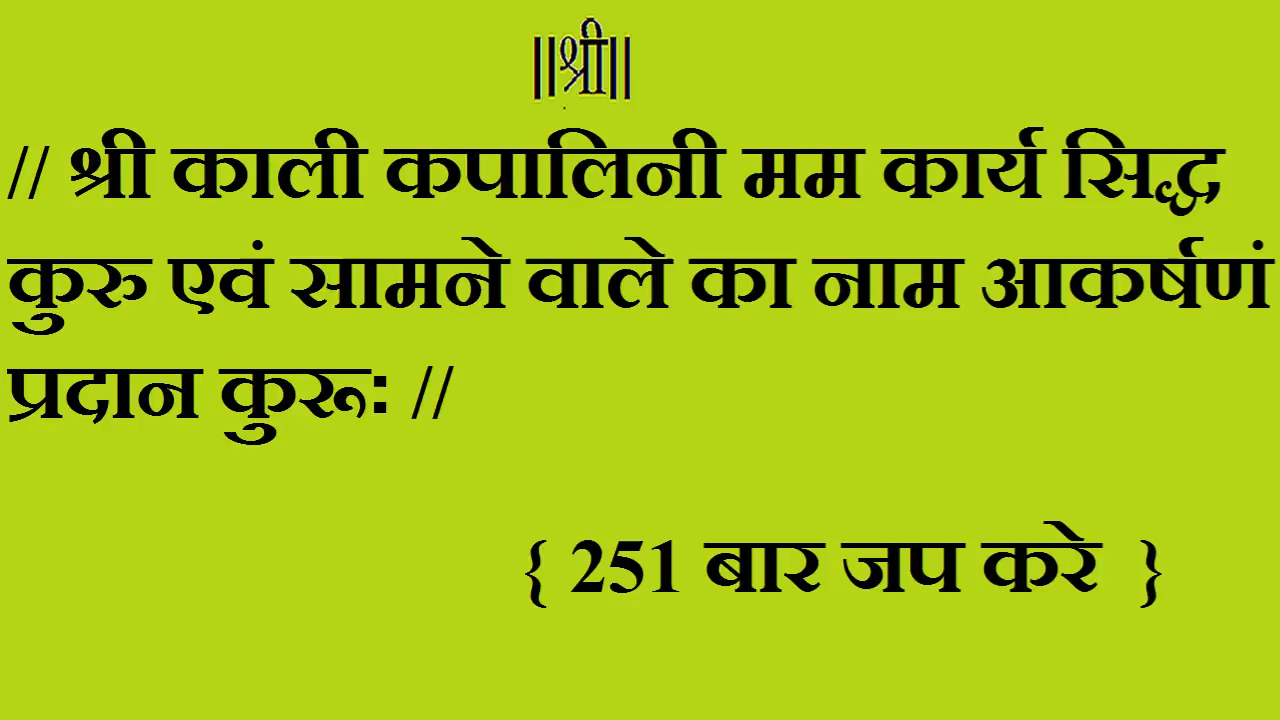 ||श्री||
// श्री काली कपालिनी मम कार्य सिद्ध
कुरु एवं सामने वाले का नाम आकर्षणं
प्रदान कुरूः //
{ 251 बार जप करे }